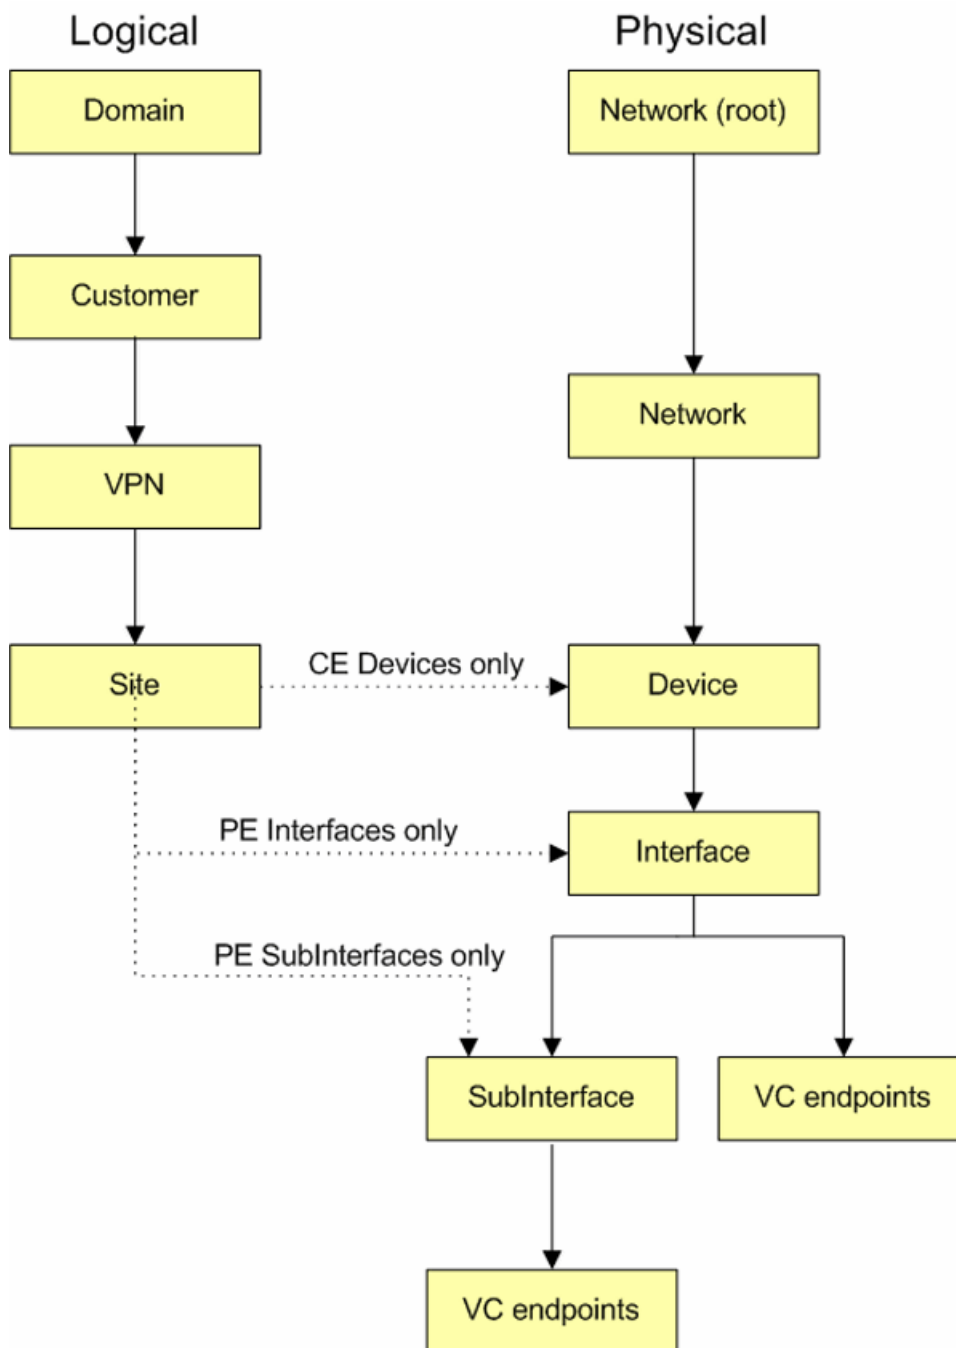 Logical
Physical
Domain
Network (root)
Customer
Network
VPN
Site
CE Devices only
Device
PE Interfaces only
Interface
PE SubInterfaces only
SubInterface
VC endpoints
VC endpoints